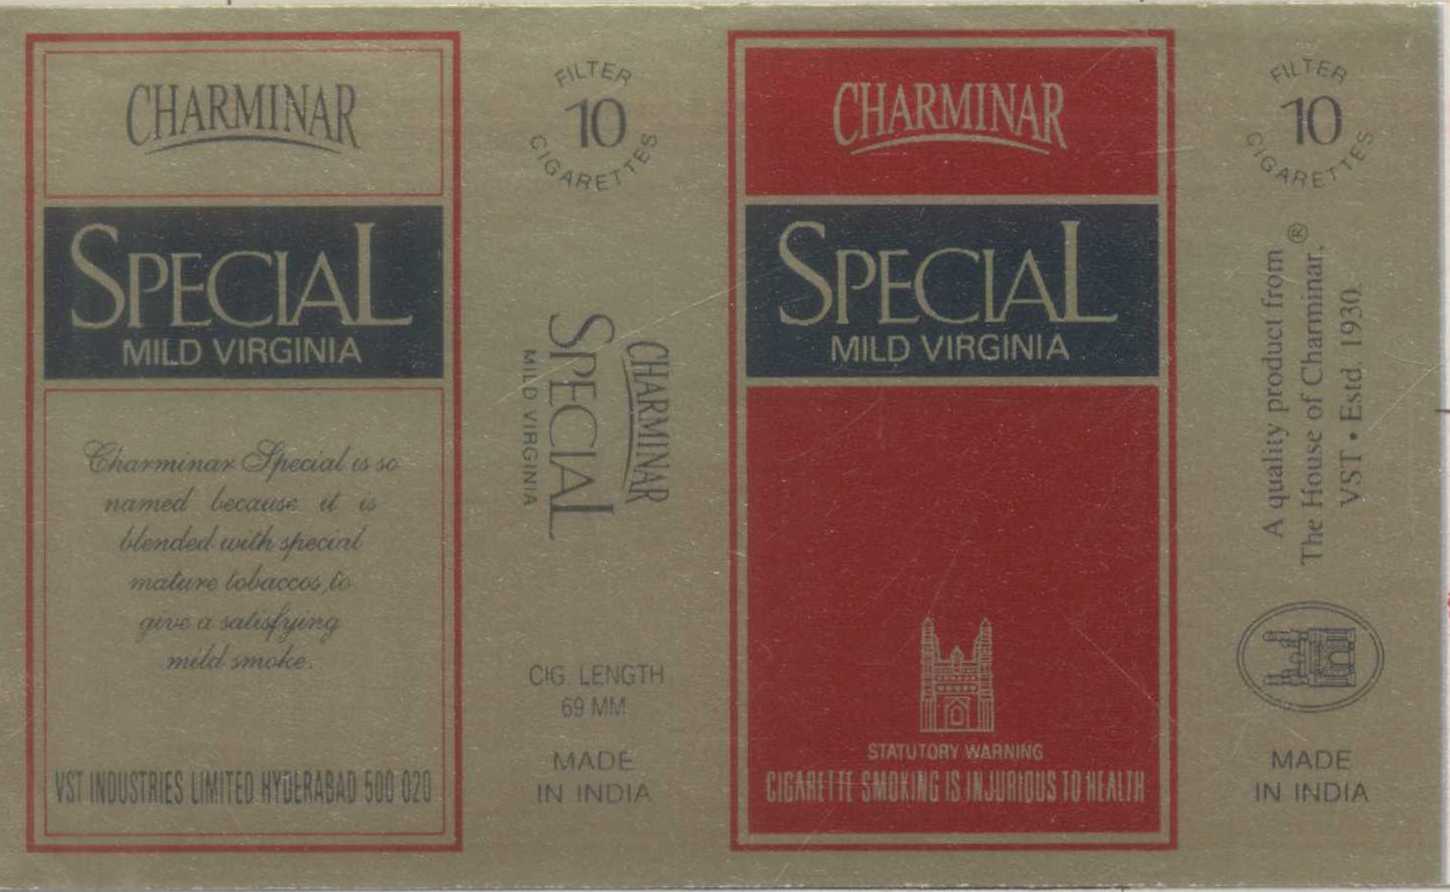 CHARMINAR
SPECIAL
MILD VIRGINIA
Charminar Special is so
named because it is
blended with special
mature tobaccos, to
give a satisfying
mild smoke.
VST INDUSTRIES LIMITED HYDERABAD 500 020
FILTER
10
CIGARETTES
CHARMINAR
SPECIAL
MILD VIRGINIA
CIG. LENGTH
69 MM
MADE
IN INDIA
CHARMINAR
SPECIAL
MILD VIRGINIA
STATUTORY WARNING
CIGARETTE SMOKING IS INJURIOUS TO HEALTH
FILTER
10
CIGARETTES
A quality product from
The House of Charminar.®
VST • Estd. 1930.
MADE
IN INDIA